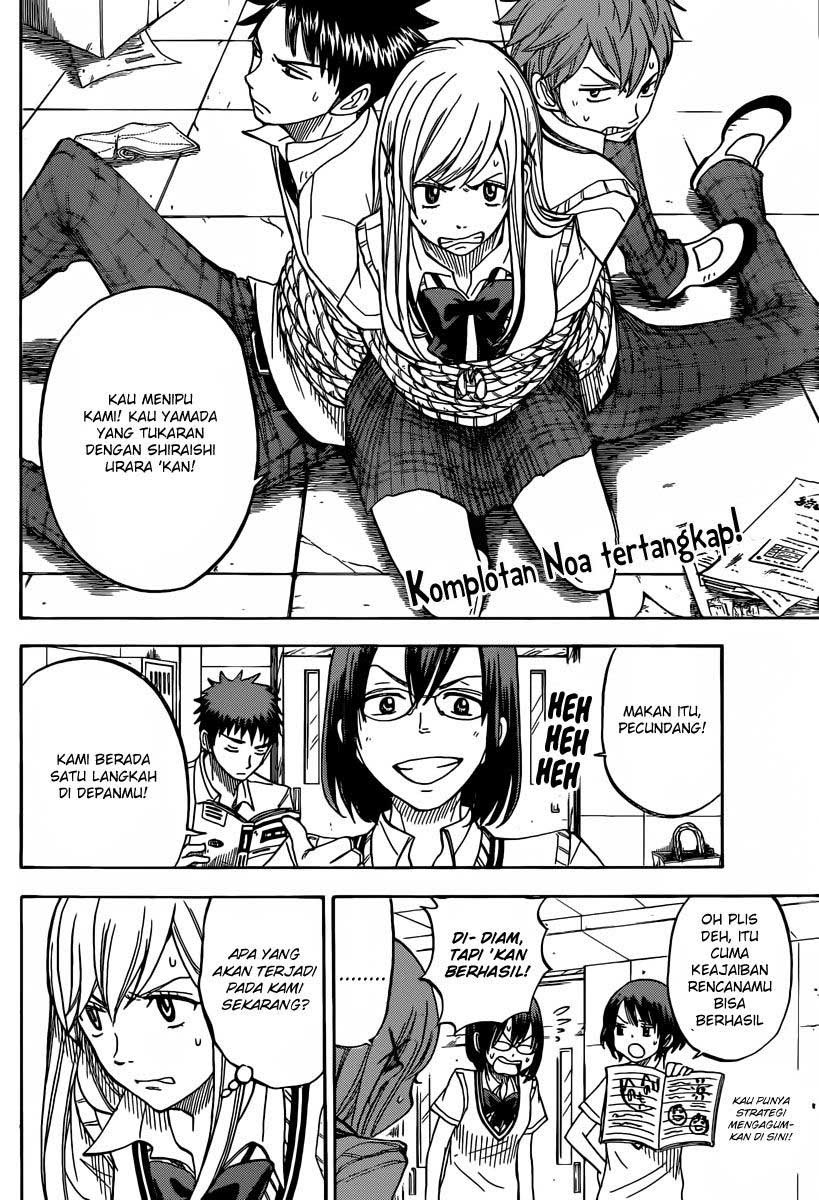 KAU MENIPU
KAMI! KAU YAMADA
YANG TUKARAN
DENGAN SHIRAISHI
URARA 'KAN!
Komplotan Noa tertangkap!
MAKAN ITU,
PECUNDANG!
HEH
HEH
HEH
KAMI BERADA
SATU LANGKAH
DI DEPANMU!
OH PLIS
DEH, ITU
CUMA
KEAJAIBAN
RENCANAMU
BISA
BERHASIL
KAU PUNYA
STRATEGI
MENGAGUM-
KAN DI SINI!
DI- DIAM,
TAPI 'KAN
BERHASIL!
.........
APA YANG
AKAN TERJADI
PADA KAMI
SEKARANG?